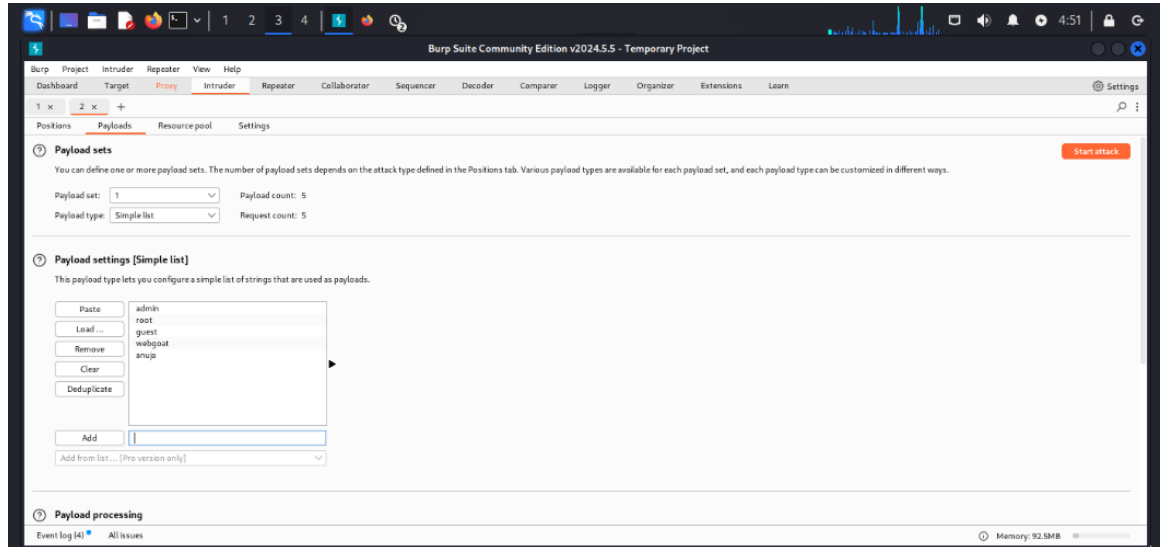 1 2 3 4 4:51
Burp Suite Community Edition v2024.5.5 - Temporary Project
Burp Project Intruder Repeater View Help
Dashboard Target Proxy Intruder Repeater Collaborator Sequencer Decoder Comparer Logger Organizer Extensions Learn Settings
1 × 2 × +
Positions Payloads Resource pool Settings
? Payload sets Start attack
You can define one or more payload sets. The number of payload sets depends on the attack type defined in the Positions tab. Various payload types are available for each payload set, and each payload type can be customized in different ways.
Payload set: 1 Payload count: 5
Payload type: Simple list Request count: 5
? Payload settings [Simple list]
This payload type lets you configure a simple list of strings that are used as payloads.
Paste admin
root
Load ... guest
Remove webgoat
anuja
Clear
Deduplicate
Add
Add from list ... [Pro version only]
? Payload processing
Event log (4) All issues Memory: 92.5MB